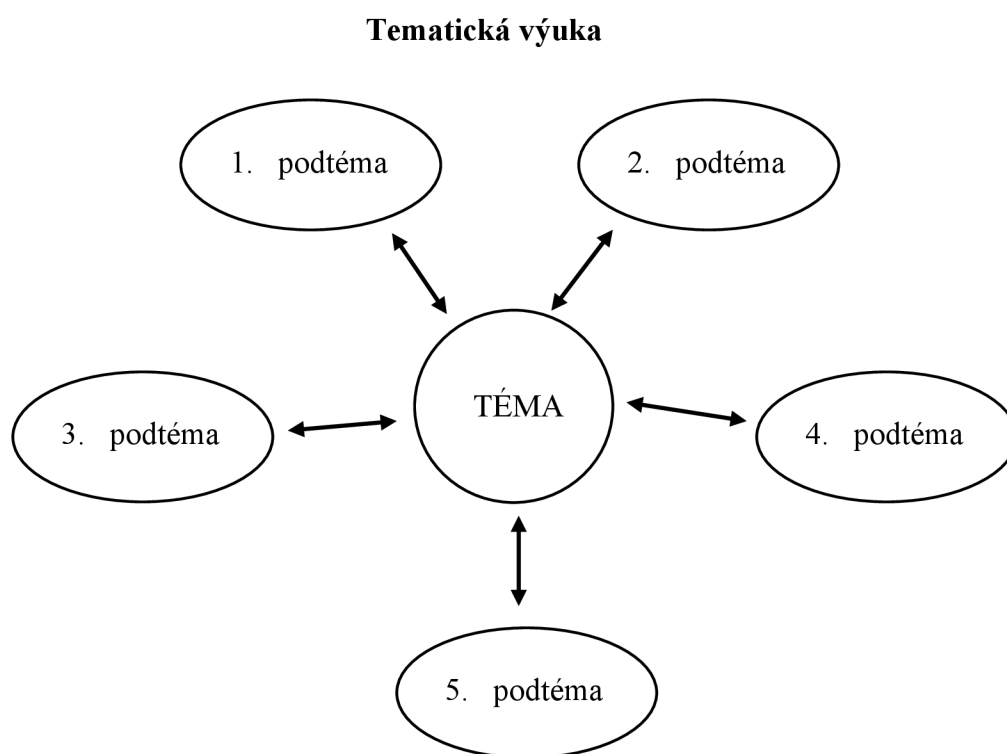 Tematická výuka
1. podtéma
2. podtéma
TÉMA
3. podtéma
4. podtéma
5. podtéma